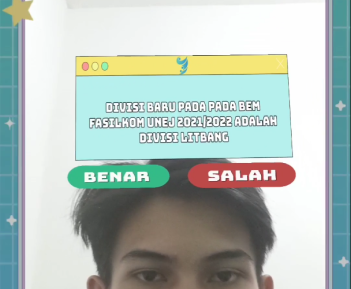 DIVISI BARU PADA PADA BEM
FASILKOM UNEJ 2021/2022 ADALAH
DIVISI LITBANG
BENAR
SALAH